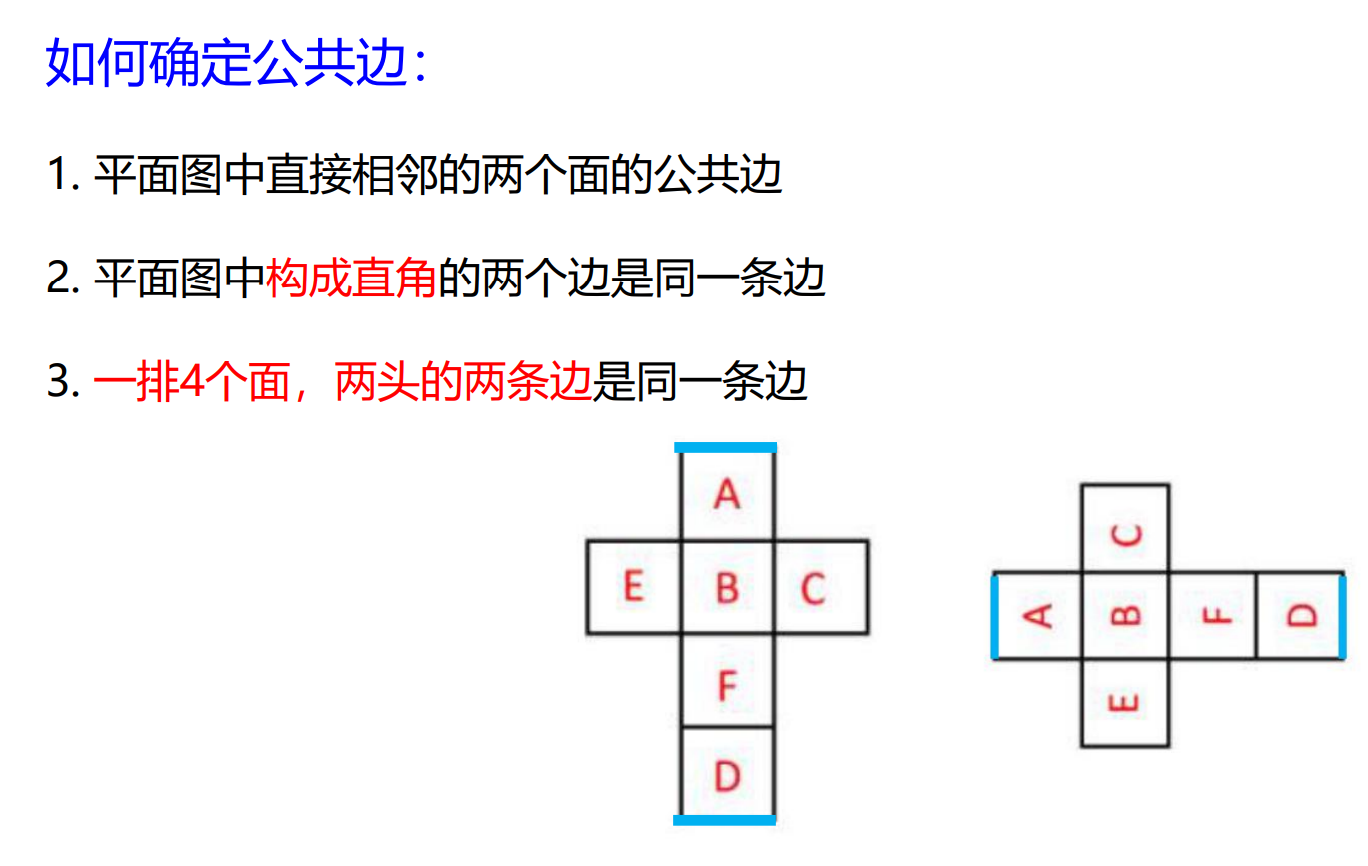 如何确定公共边：
1. 平面图中直接相邻的两个面的公共边
2. 平面图中构成直角的两个边是同一条边
3. 一排4个面，两头的两条边是同一条边
A
E B C
F
D
C
A B F D
E